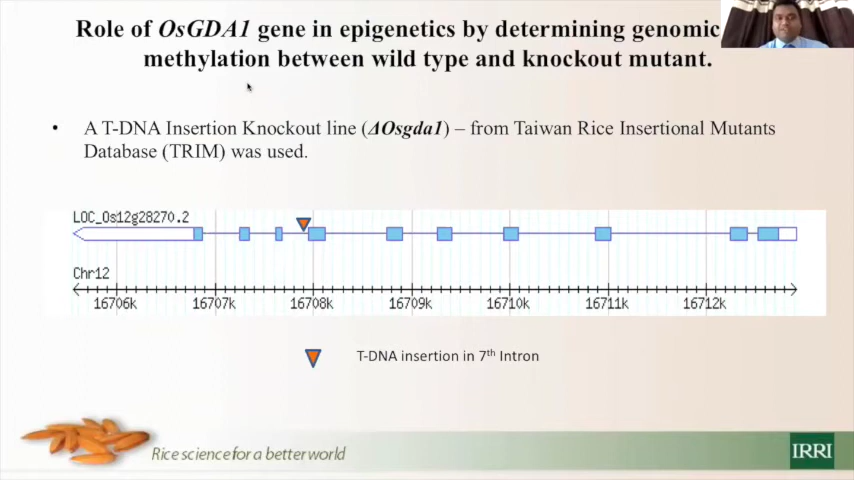 Role of OsGDA1 gene in epigenetics by determining genomic
methylation between wild type and knockout mutant.
• A T-DNA Insertion Knockout line (ΔOsgda1) – from Taiwan Rice Insertional Mutants
Database (TRIM) was used.
LOC_Os12g28270.2
Chr12
16706k 16707k 16708k 16709k 16710k 16711k 16712k
T-DNA insertion in 7th Intron
Rice science for a better world
IRRI